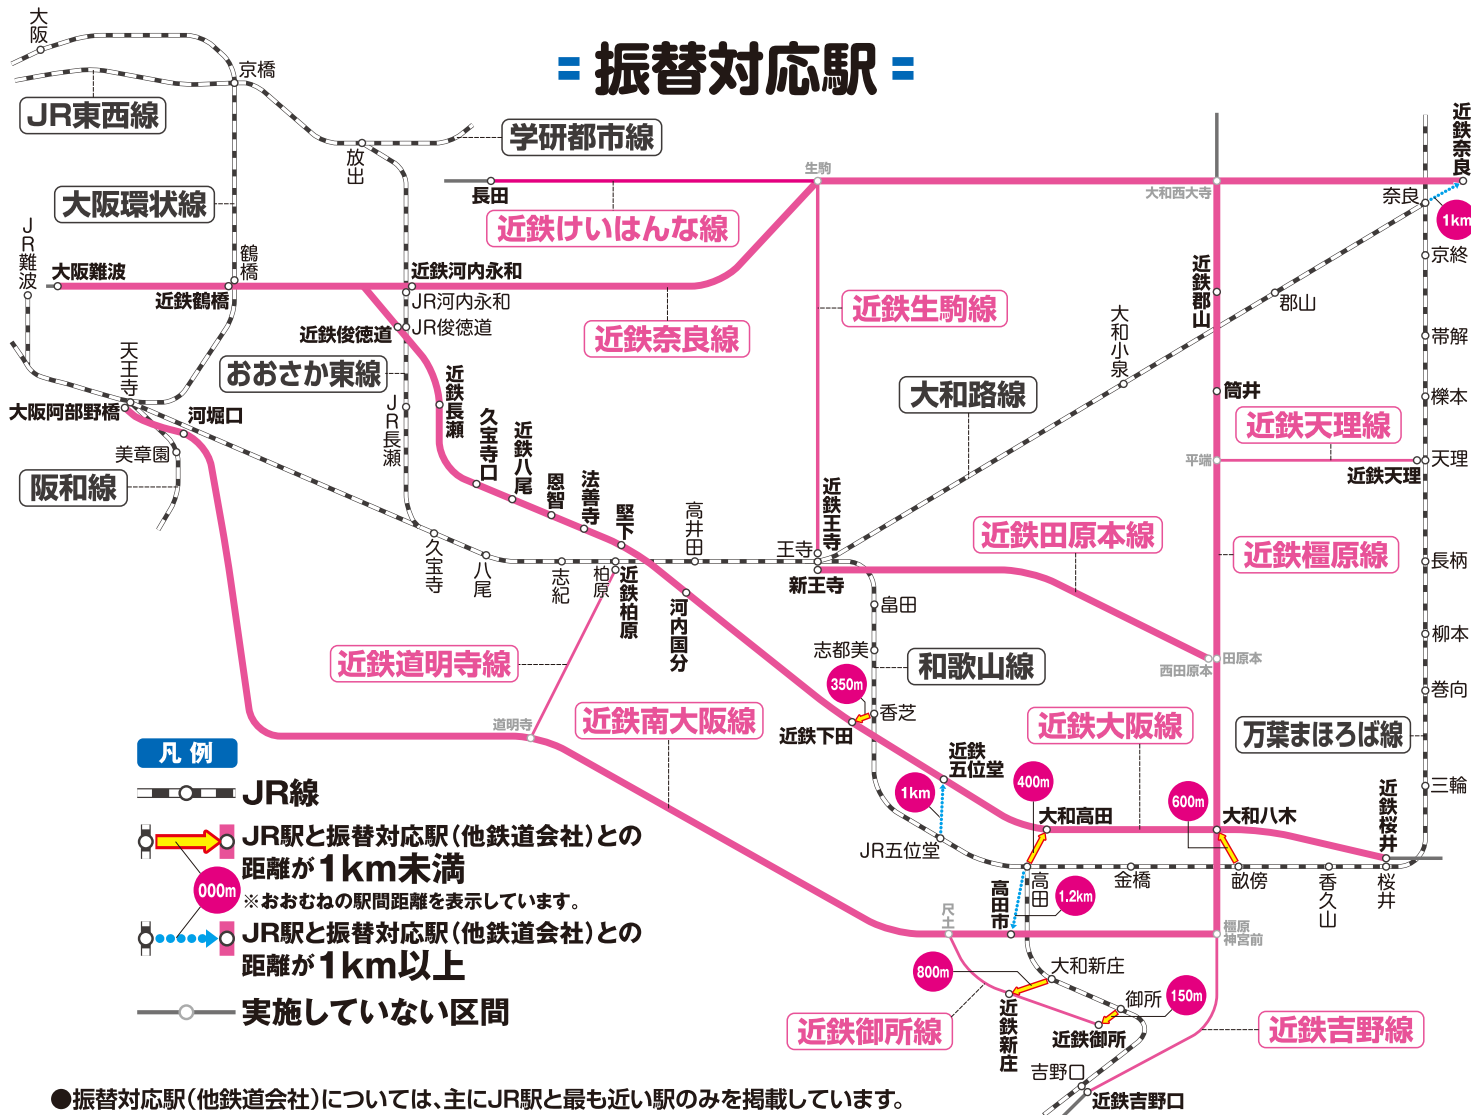 振替対応駅
大阪
京橋
JR東西線
学研都市線
放出
大阪環状線
長田
生駒
大和西大寺
近鉄奈良
奈良
1km
近鉄けいはんな線
JR難波
大阪難波
鶴橋
近鉄鶴橋
近鉄河内永和
JR河内永和
近鉄俊徳道
JR俊徳道
近鉄奈良線
近鉄生駒線
近鉄郡山
郡山
大和小泉
京終
帯解
櫟本
天王寺
大阪阿部野橋
河堀口
美章園
おおさか東線
近鉄長瀬
JR長瀬
大和路線
筒井
近鉄天理線
平端
近鉄天理
天理
阪和線
久宝寺口
近鉄八尾
恩智
法善寺
堅下
高井田
王寺
近鉄王寺
新王寺
近鉄田原本線
近鉄橿原線
長柄
久宝寺
八尾
志紀
柏原
近鉄柏原
河内国分
畠田
志都美
和歌山線
柳本
田原本
西田原本
巻向
近鉄道明寺線
350m
香芝
近鉄下田
近鉄南大阪線
道明寺
近鉄大阪線
万葉まほろば線
近鉄
五位堂
1km
JR五位堂
400m
大和高田
600m
大和八木
三輪
近鉄桜井
高田
金橋
畝傍
香久山
桜井
高田市
1.2km
尺土
橿原
神宮前
800m
大和新庄
近鉄新庄
御所
150m
近鉄御所
近鉄御所線
近鉄吉野線
吉野口
近鉄吉野口
凡例
JR線
JR駅と振替対応駅(他鉄道会社)との
距離が1km未満
000m
※おおむねの駅間距離を表示しています。
JR駅と振替対応駅(他鉄道会社)との
距離が1km以上
実施していない区間
●振替対応駅(他鉄道会社)については、主にJR駅と最も近い駅のみを掲載しています。